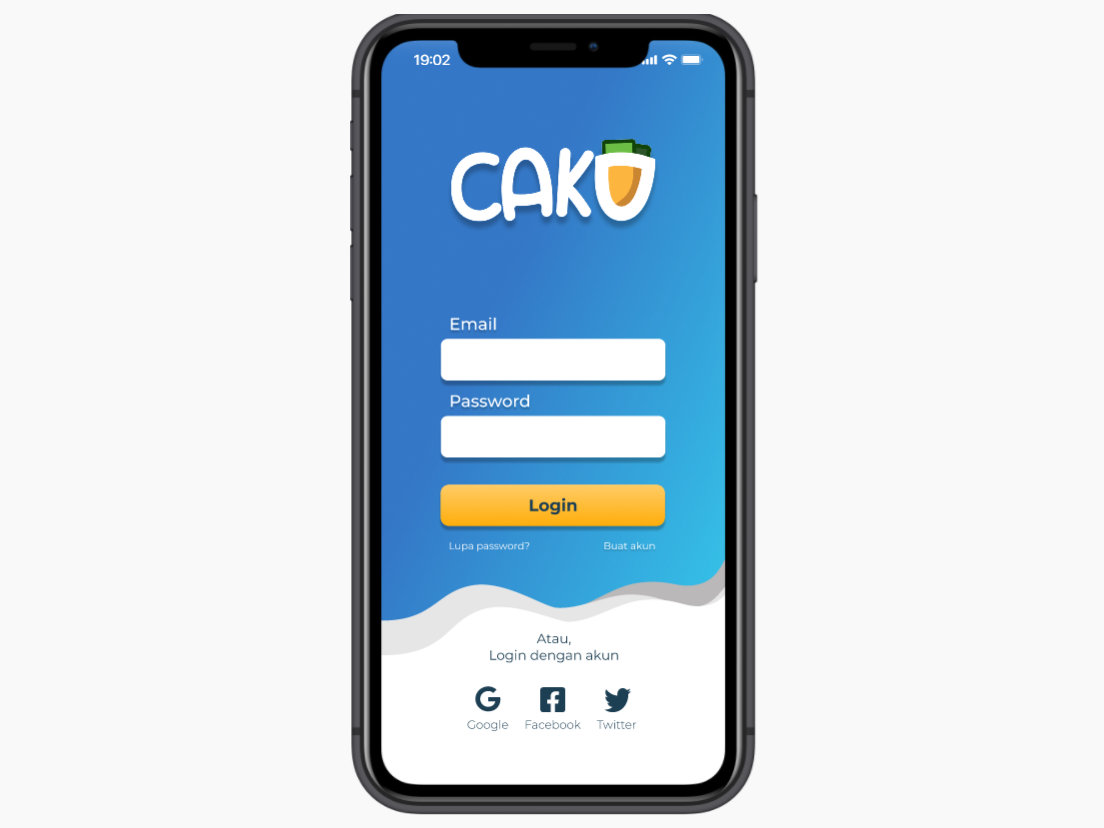 19:02
CAKU
Email
Password
Login
Lupa password?
Buat akun
Atau,
Login dengan akun
Google
Facebook
Twitter